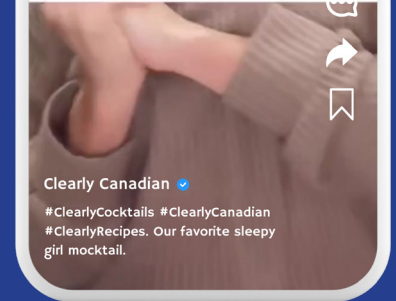 Clearly Canadian
#ClearlyCocktails #ClearlyCanadian
#ClearlyRecipes. Our favorite sleepy
girl mocktail.